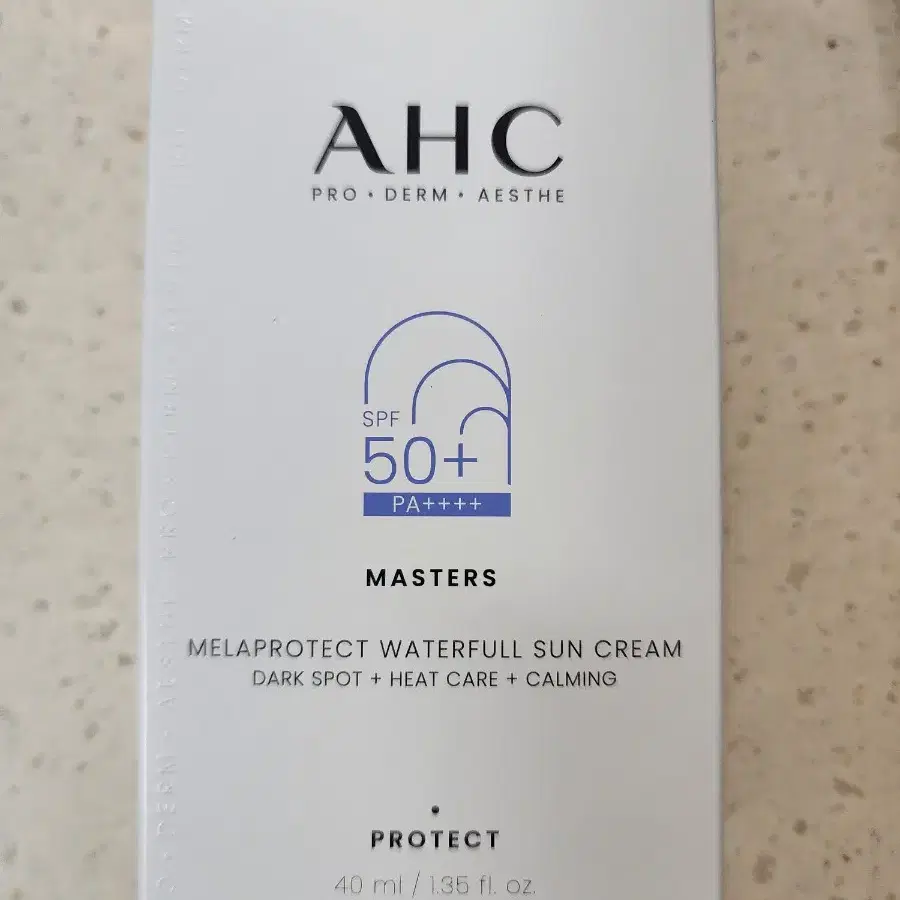 AHC
PRO • DERM • AESTHE
SPF
50+
PA++++
MASTERS
MELAPROTECT WATERFULL SUN CREAM
DARK SPOT + HEAT CARE + CALMING
PROTECT
40 ml / 1.35 fl. oz.